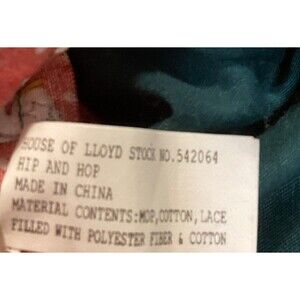 HOUSE OF LLOYD STOCK NO.542064
HIP AND HOP
MADE IN CHINA
MATERIAL CONTENTS:MOP,COTTON,LACE
FILLED WITH POLYESTER FIBER & COTTON